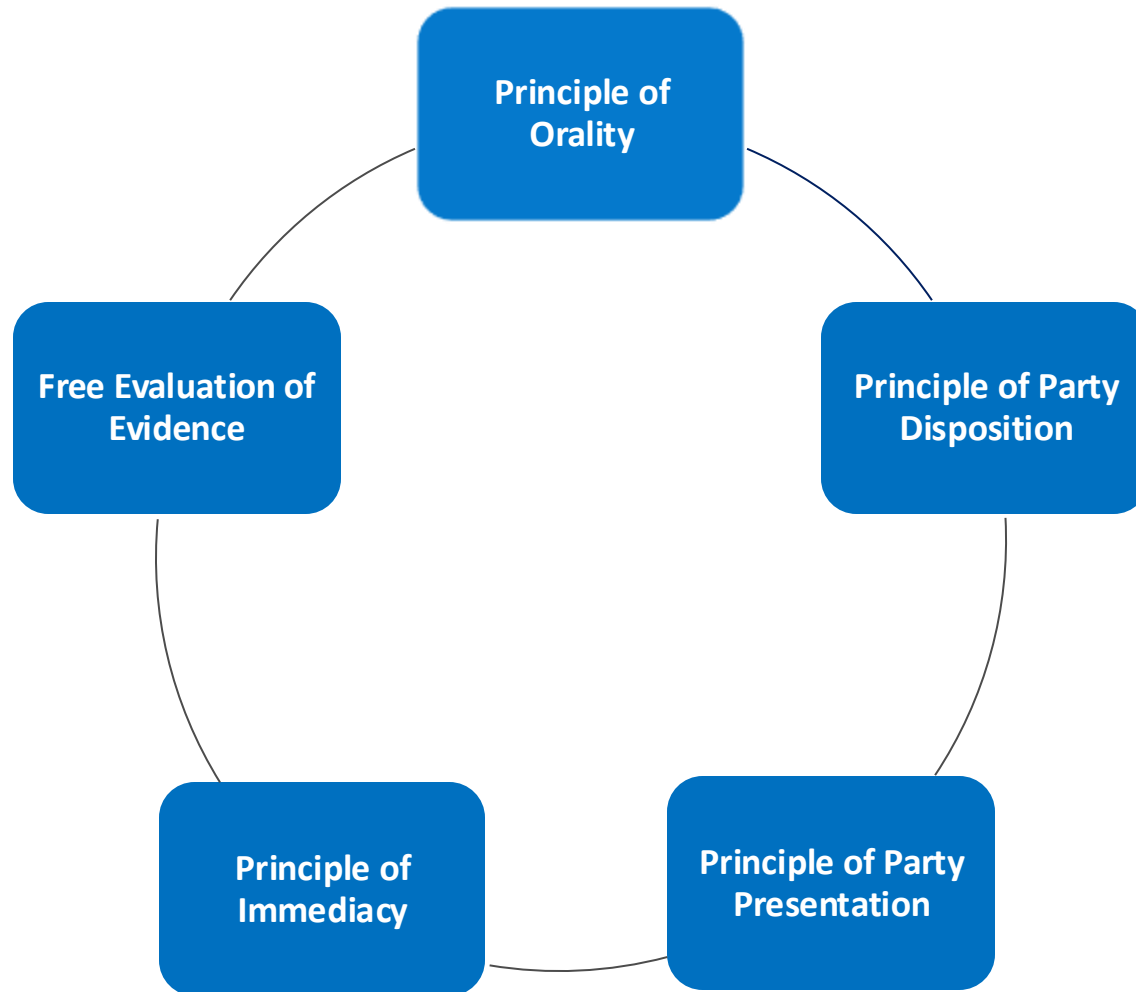 Principle of
Orality
Principle of Party
Disposition
Principle of Party
Presentation
Principle of
Immediacy
Free Evaluation of
Evidence